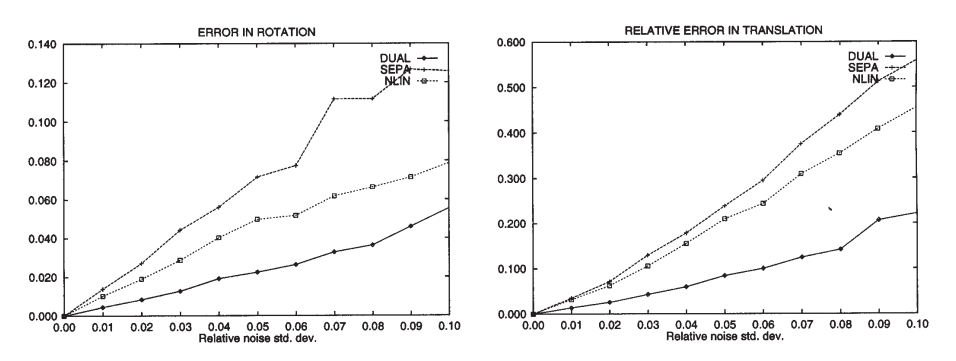 ERROR IN ROTATION
0.140
0.120
0.100
0.080
0.060
0.040
0.020
0.000
DUAL
SEPA
NLIN
0.00 0.01 0.02 0.03 0.04 0.05 0.06 0.07 0.08 0.09 0.10
Relative noise std. dev.
RELATIVE ERROR IN TRANSLATION
0.600
0.500
0.400
0.300
0.200
0.100
0.000
DUAL
SEPA
NLIN
0.00 0.01 0.02 0.03 0.04 0.05 0.06 0.07 0.08 0.09 0.10
Relative noise std. dev.